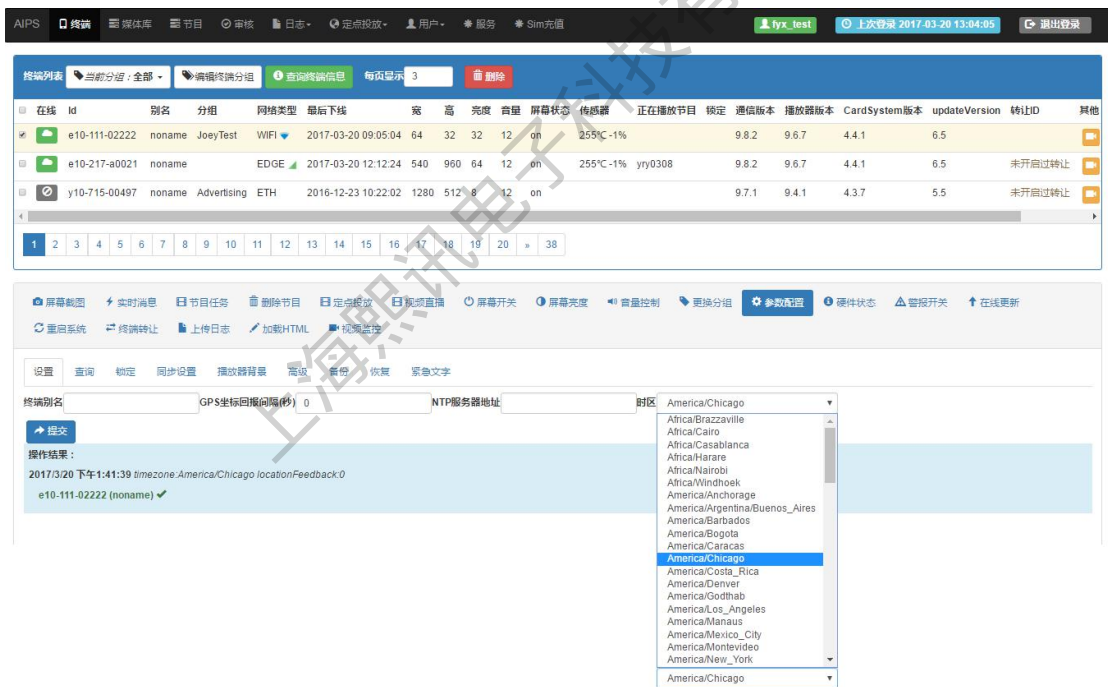 AIPS 终端 媒体库 节目 审核 日志 定点投放 用户 服务 Sim充值 fyx_test 上次登录 2017-03-20 13:04:05 退出登录
终端列表 当前分组：全部 编辑终端分组 查询终端信息 每页显示 3 删除
在线 Id 别名 分组 网络类型 最后下线 宽 高 亮度 音量 屏幕状态 传感器 正在播放节目 锁定 通信版本 播放器版本 CardSystem版本 updateVersion 转让ID 其他
e10-111-02222 noname JoeyTest WIFI 2017-03-20 09:05:04 64 32 32 12 on 255℃ -1% 9.8.2 9.6.7 4.4.1 6.5
e10-217-a0021 noname EDGE 2017-03-20 12:12:24 540 960 64 12 on 255℃ -1% yry0308 9.8.2 9.6.7 4.4.1 6.5 未开启过转让
y10-715-00497 noname Advertising ETH 2016-12-23 10:22:02 1280 512 8 12 on 9.7.1 9.4.1 4.3.7 5.5 未开启过转让
1 2 3 4 5 6 7 8 9 10 11 12 13 14 15 16 17 18 19 20 » 38
屏幕截图 实时消息 节目任务 删除节目 定点投放 视频直播 屏幕开关 屏幕亮度 音量控制 更换分组 参数配置 硬件状态 警报开关 在线更新
重启系统 终端转让 上传日志 加载HTML 视频监控
设置 查询 锁定 同步设置 播放器背景 高级 备份 恢复 紧急文字
终端别名 GPS坐标回报间隔(秒) 0 NTP服务器地址 时区 America/Chicago
提交
操作结果：
2017/3/20 下午1:41:39 timezone:America/Chicago locationFeedback:0
e10-111-02222 (noname)
Africa/Brazzaville
Africa/Cairo
Africa/Casablanca
Africa/Harare
Africa/Nairobi
Africa/Windhoek
America/Anchorage
America/Argentina/Buenos_Aires
America/Barbados
America/Bogota
America/Caracas
America/Chicago
America/Costa_Rica
America/Denver
America/Godthab
America/Los_Angeles
America/Manaus
America/Mexico_City
America/Montevideo
America/New_York
America/Chicago
上海熙讯电子科技有